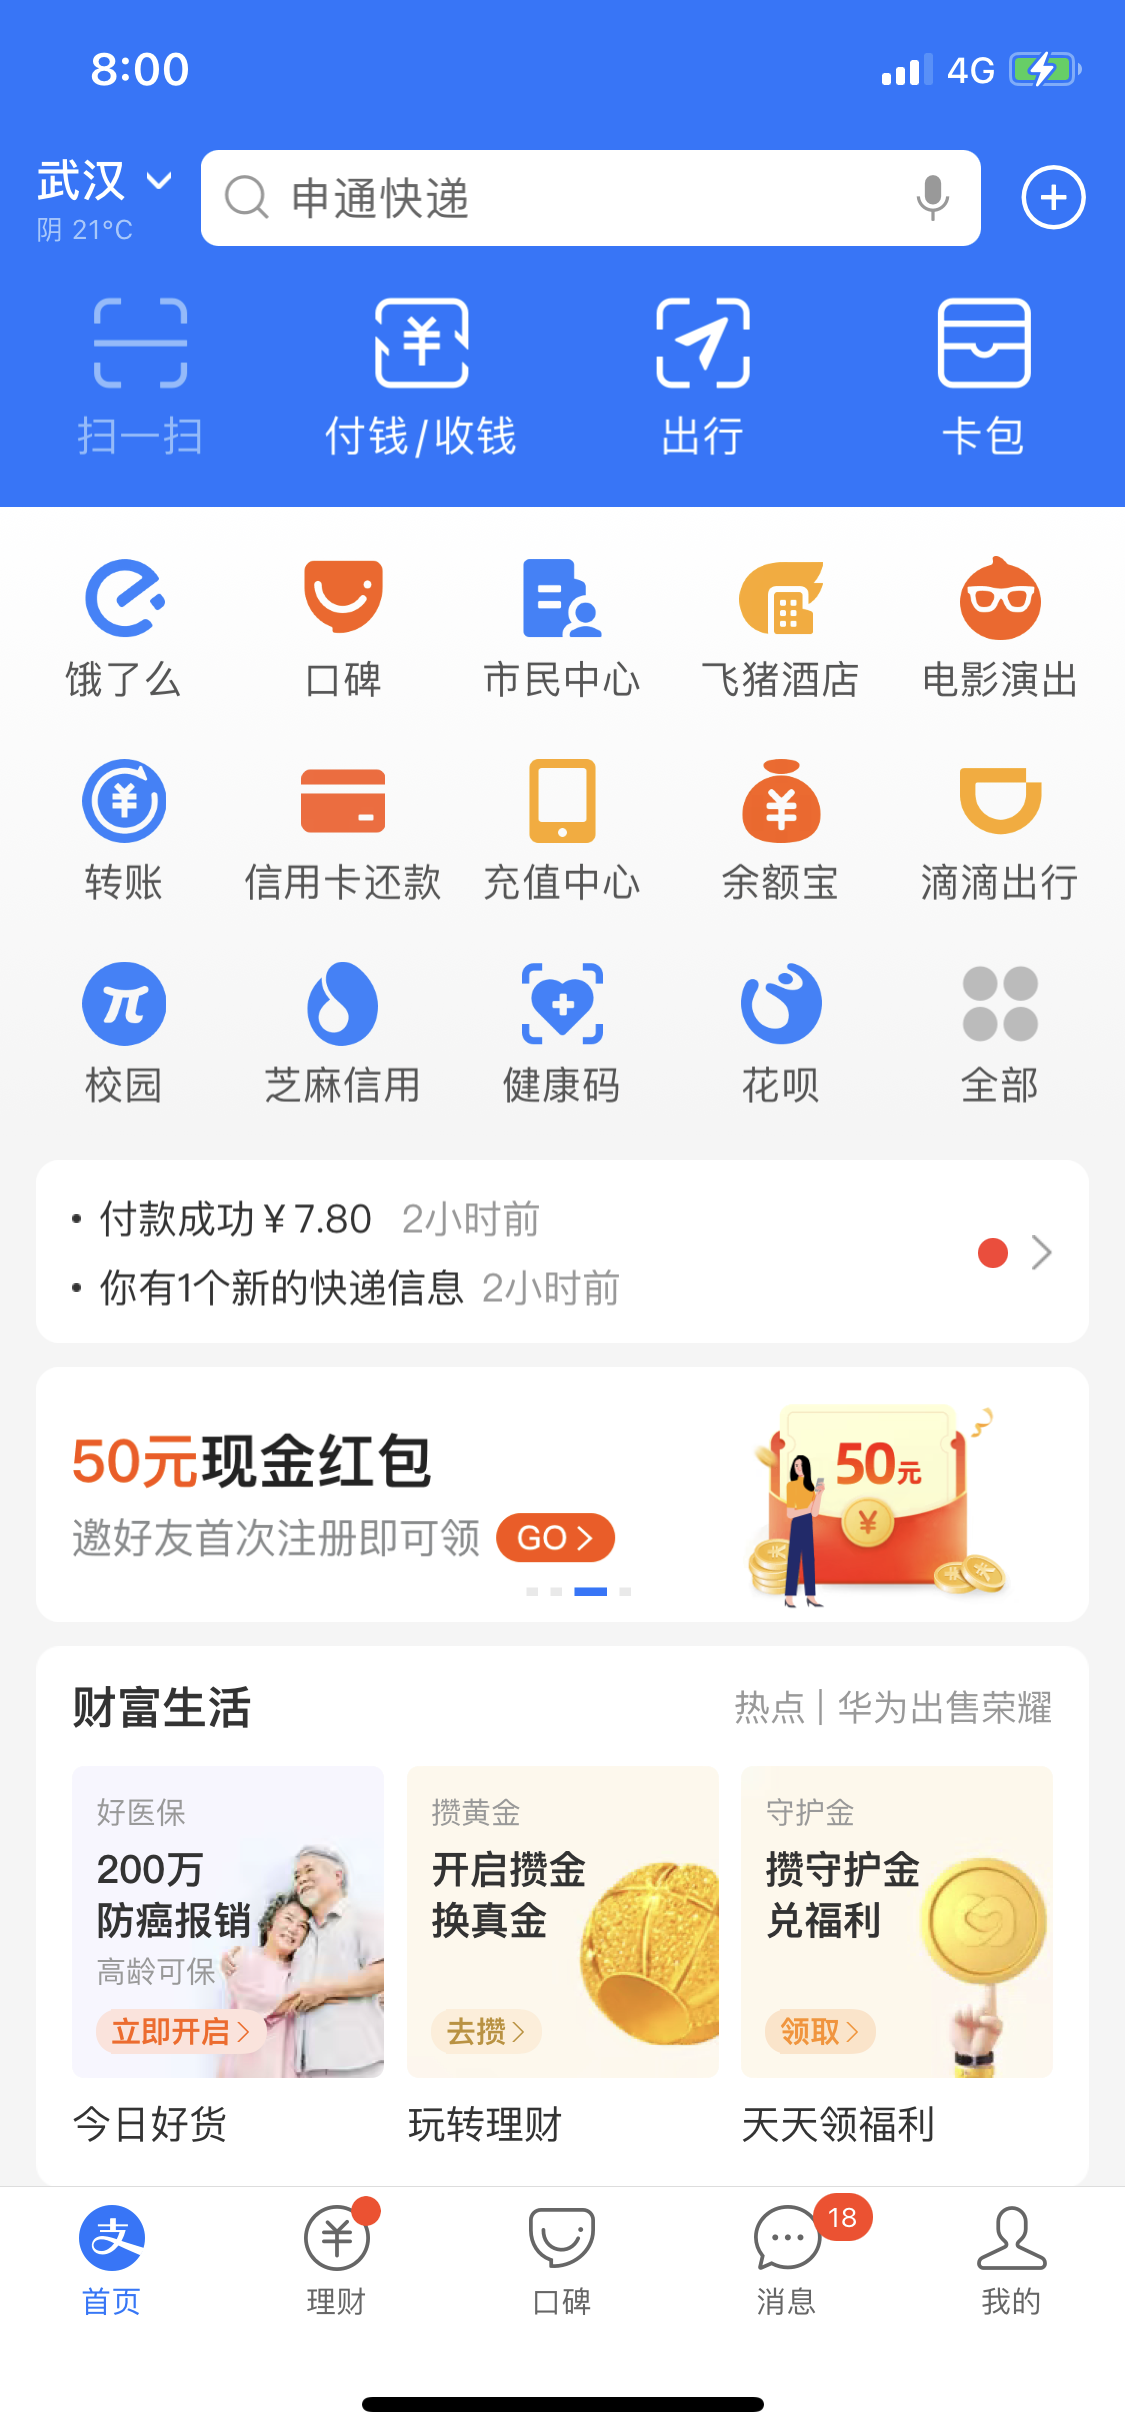 8:00
4G
武汉
阴 21°C
申通快递
扫一扫
付钱/收钱
出行
卡包
饿了么
口碑
市民中心
飞猪酒店
电影演出
转账
信用卡还款
充值中心
余额宝
滴滴出行
校园
芝麻信用
健康码
花呗
全部
· 付款成功￥7.80 2小时前
· 你有1个新的快递信息 2小时前
50元现金红包
邀好友首次注册即可领 GO >
50元
财富生活
热点 | 华为出售荣耀
好医保
200万
防癌报销
高龄可保
立即开启 >
攒黄金
开启攒金
换真金
去攒 >
守护金
攒守护金
兑福利
领取 >
今日好货
玩转理财
天天领福利
18
首页
理财
口碑
消息
我的